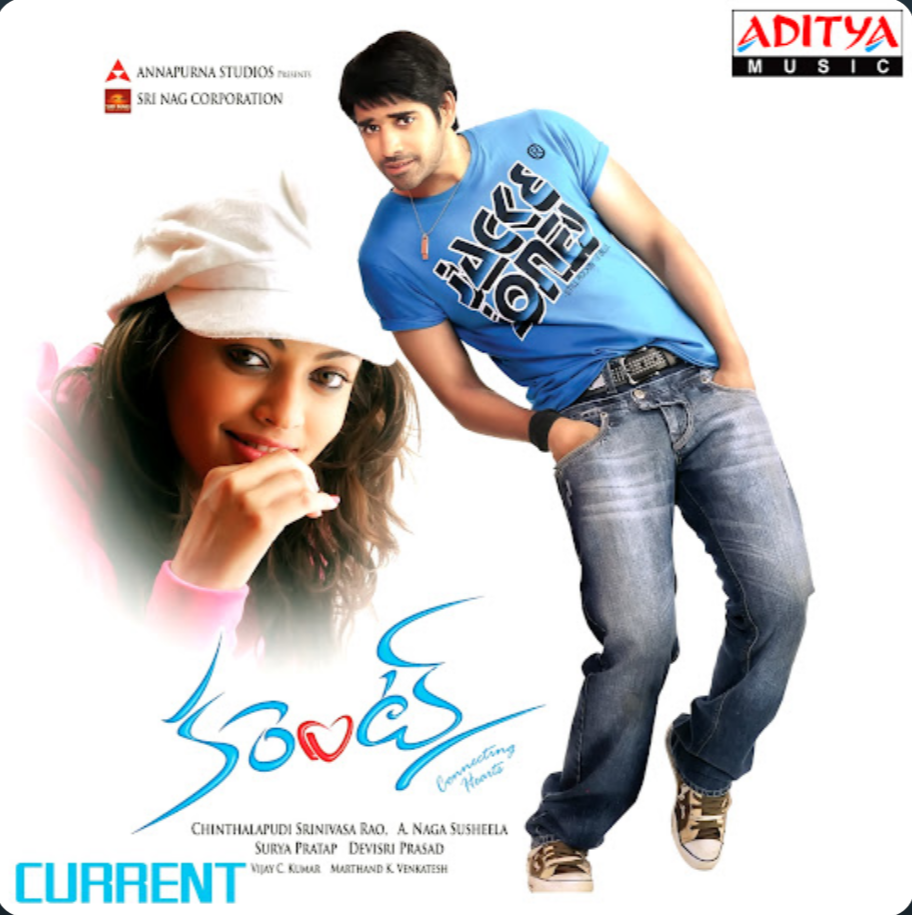 ADITYA
MUSIC
ANNAPURNA STUDIOS PRESENTS
SRI NAG CORPORATION
®
JACK &
JONES
కరెంట్
Connecting
Hearts
CHINTHALAPUDI SRINIVASA RAO, A. NAGA SUSHEELA
SURYA PRATAP DEVISRI PRASAD
VIJAY C. KUMAR MARTHAND K. VENKATESH
CURRENT